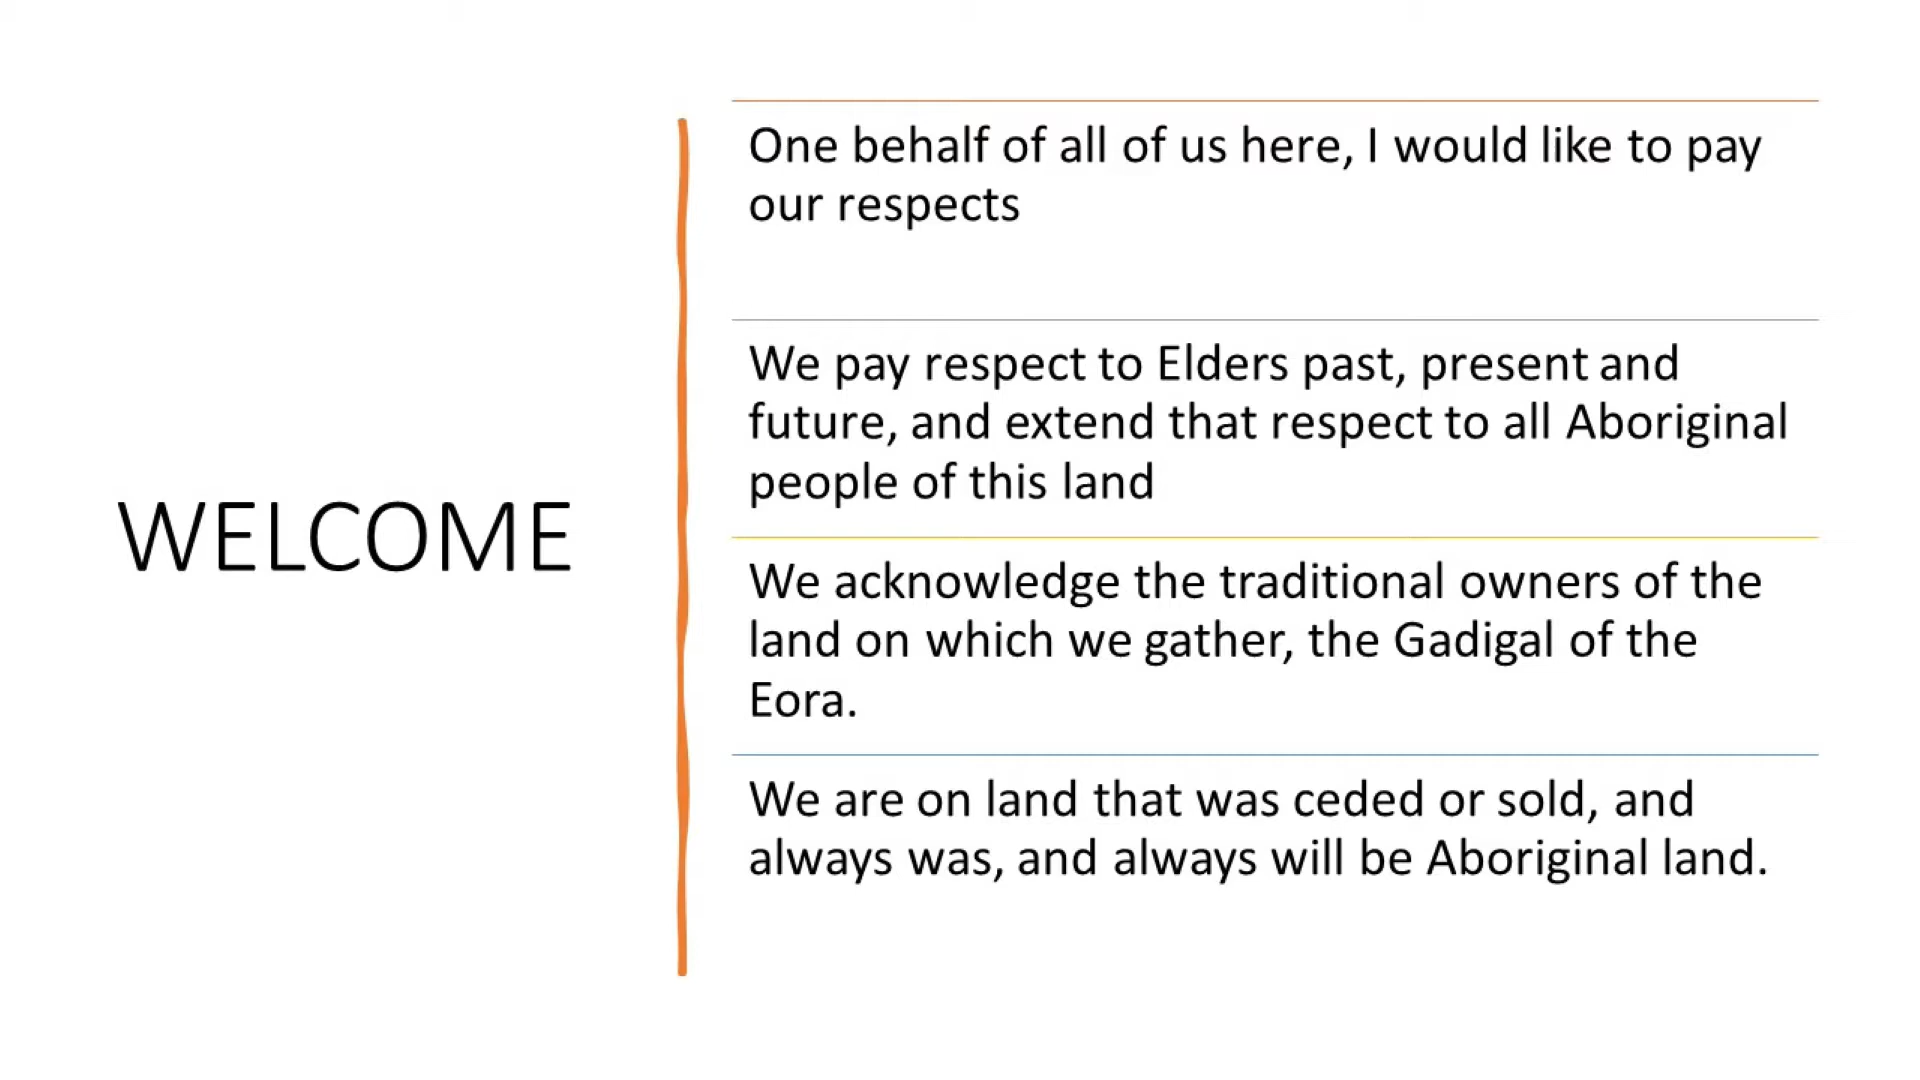 WELCOME
One behalf of all of us here, I would like to pay
our respects
We pay respect to Elders past, present and
future, and extend that respect to all Aboriginal
people of this land
We acknowledge the traditional owners of the
land on which we gather, the Gadigal of the
Eora.
We are on land that was ceded or sold, and
always was, and always will be Aboriginal land.